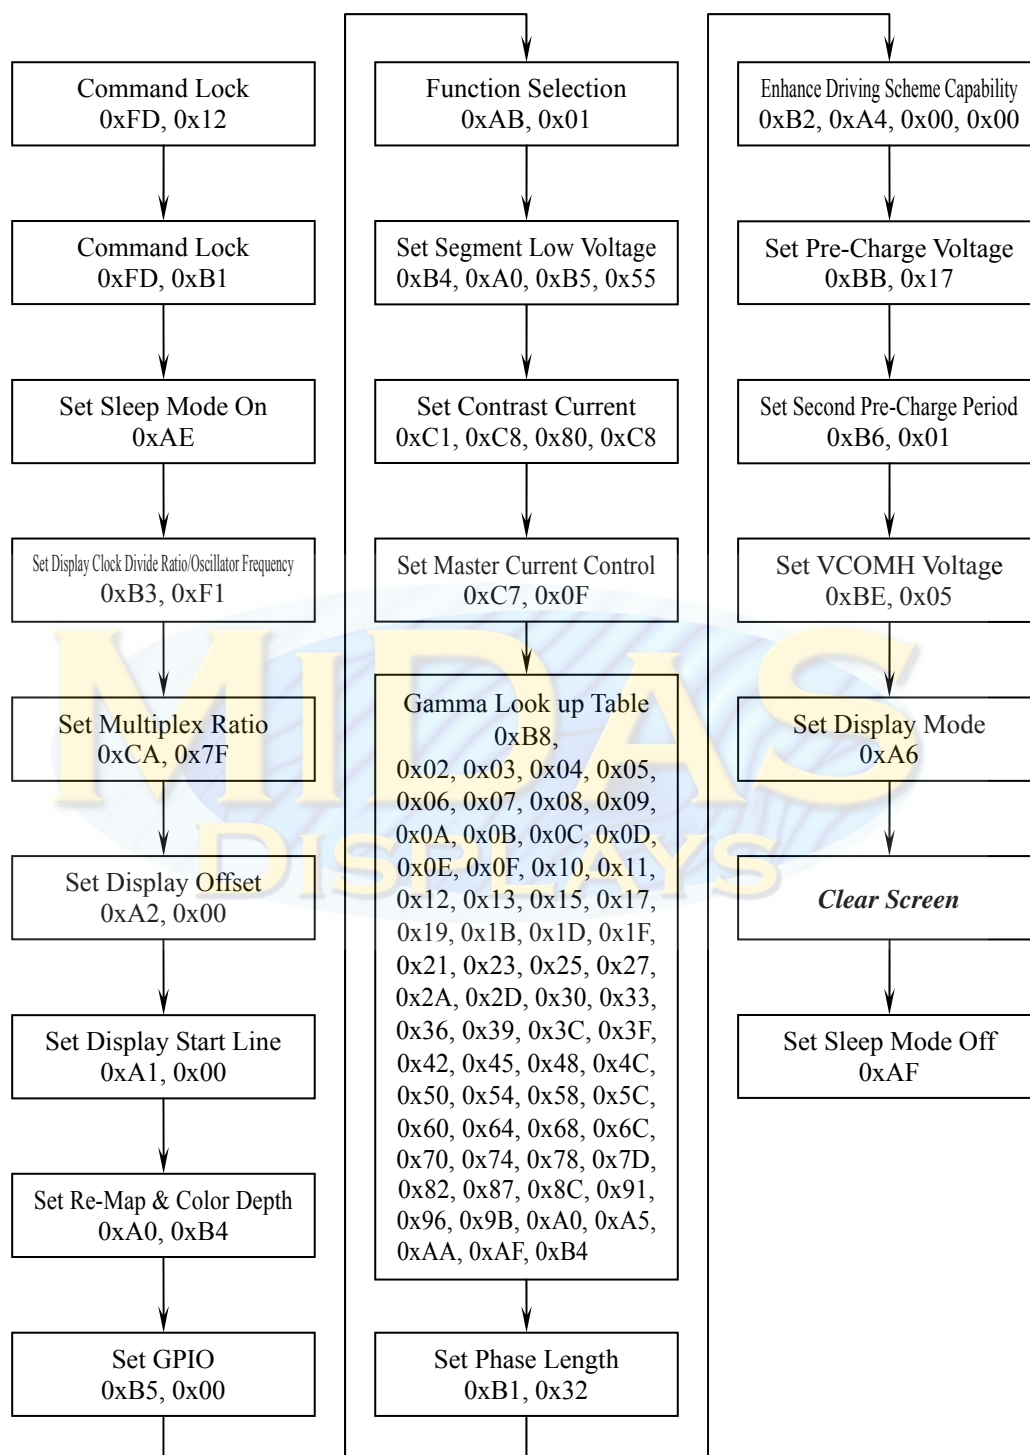 Command Lock
0xFD, 0x12
Command Lock
0xFD, 0xB1
Set Sleep Mode On
0xAE
Set Display Clock Divide Ratio/Oscillator Frequency
0xB3, 0xF1
Set Multiplex Ratio
0xCA, 0x7F
Set Display Offset
0xA2, 0x00
Set Display Start Line
0xA1, 0x00
Set Re-Map & Color Depth
0xA0, 0xB4
Set GPIO
0xB5, 0x00
Function Selection
0xAB, 0x01
Set Segment Low Voltage
0xB4, 0xA0, 0xB5, 0x55
Set Contrast Current
0xC1, 0xC8, 0x80, 0xC8
Set Master Current Control
0xC7, 0x0F
Gamma Look up Table
0xB8,
0x02, 0x03, 0x04, 0x05,
0x06, 0x07, 0x08, 0x09,
0x0A, 0x0B, 0x0C, 0x0D,
0x0E, 0x0F, 0x10, 0x11,
0x12, 0x13, 0x15, 0x17,
0x19, 0x1B, 0x1D, 0x1F,
0x21, 0x23, 0x25, 0x27,
0x2A, 0x2D, 0x30, 0x33,
0x36, 0x39, 0x3C, 0x3F,
0x42, 0x45, 0x48, 0x4C,
0x50, 0x54, 0x58, 0x5C,
0x60, 0x64, 0x68, 0x6C,
0x70, 0x74, 0x78, 0x7D,
0x82, 0x87, 0x8C, 0x91,
0x96, 0x9B, 0xA0, 0xA5,
0xAA, 0xAF, 0xB4
Set Phase Length
0xB1, 0x32
Enhance Driving Scheme Capability
0xB2, 0xA4, 0x00, 0x00
Set Pre-Charge Voltage
0xBB, 0x17
Set Second Pre-Charge Period
0xB6, 0x01
Set VCOMH Voltage
0xBE, 0x05
Set Display Mode
0xA6
Clear Screen
Set Sleep Mode Off
0xAF
MiDAS
DISPLAYS